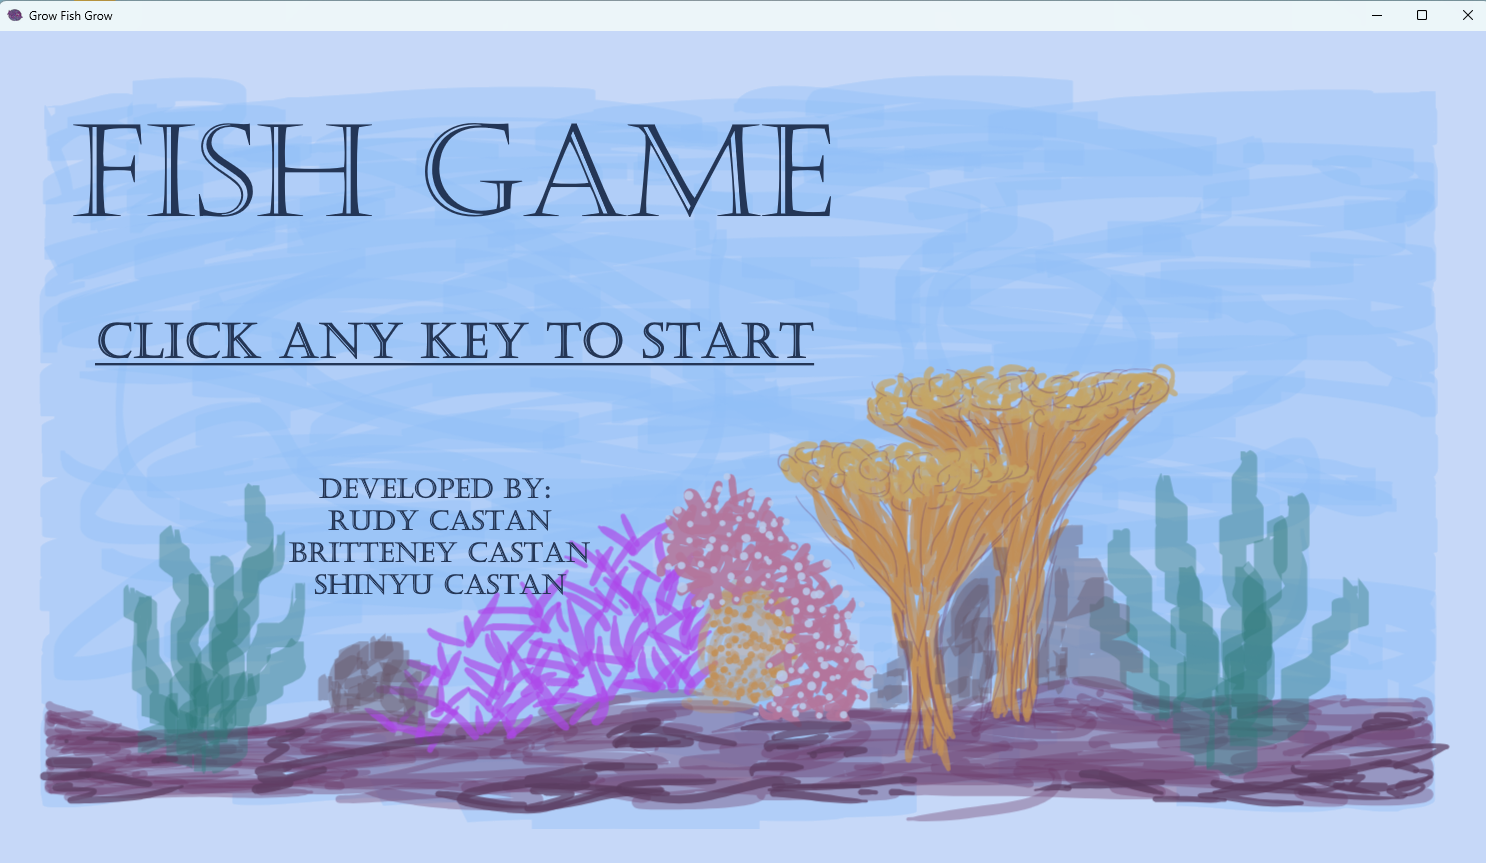 Grow Fish Grow
FISH GAME
CLICK ANY KEY TO START
DEVELOPED BY:
RUDY CASTAN
BRITTENEY CASTAN
SHINYU CASTAN